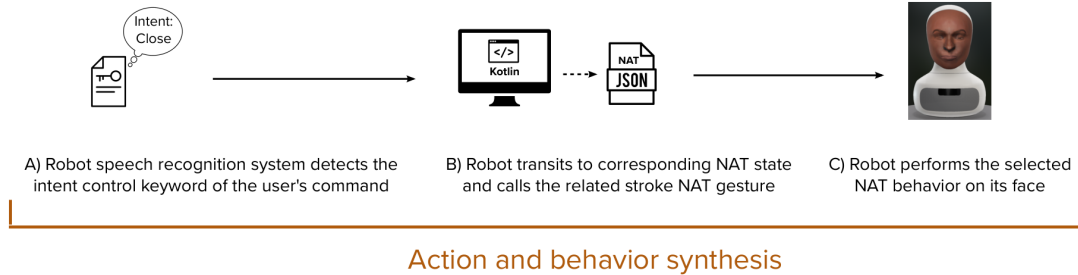 Intent:
Close
</>
Kotlin
NAT
JSON
A) Robot speech recognition system detects the
intent control keyword of the user's command
B) Robot transits to corresponding NAT state
and calls the related stroke NAT gesture
C) Robot performs the selected
NAT behavior on its face
Action and behavior synthesis